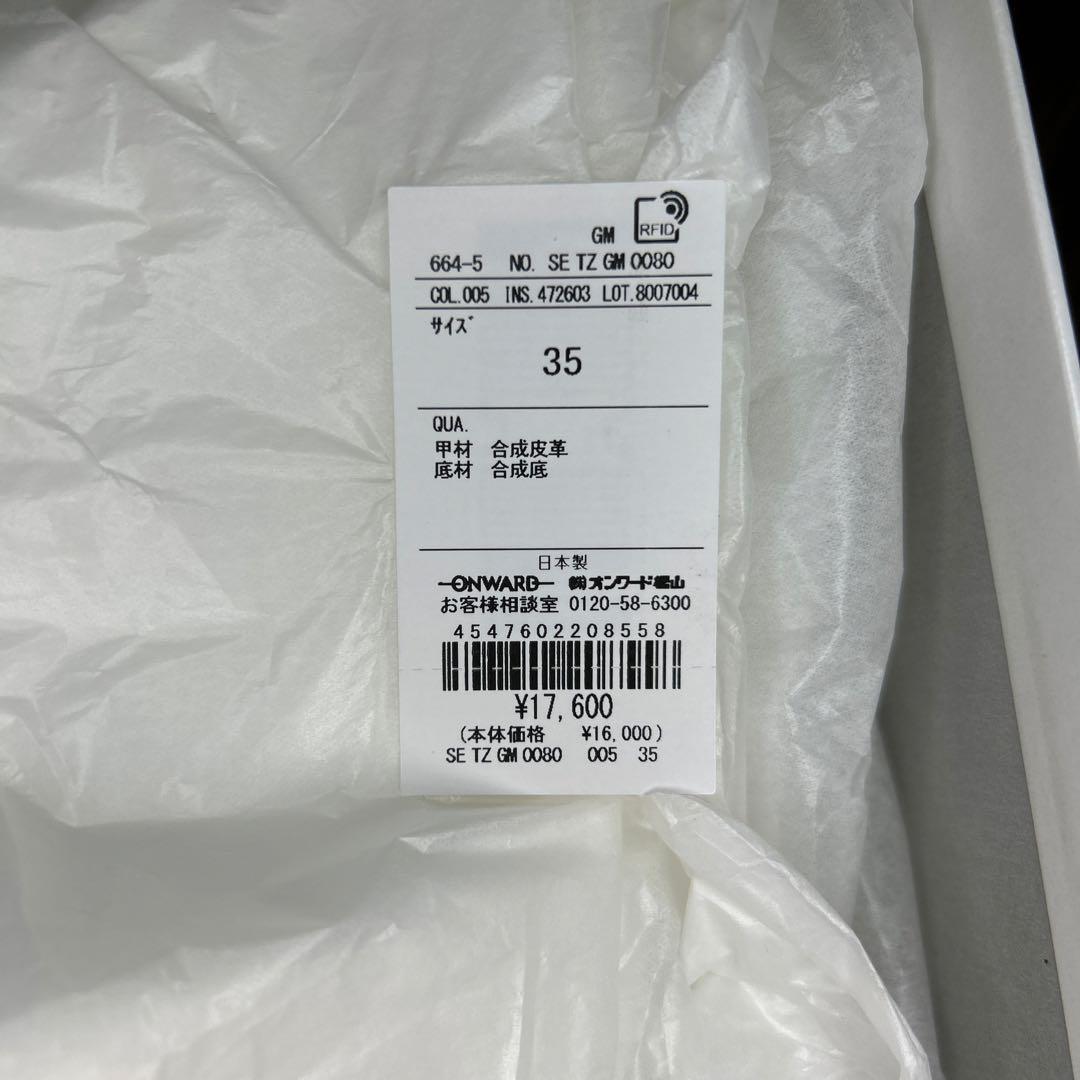 GM RFID
664-5 NO. SE TZ GM 0080
COL.005 INS.472603 LOT.8007004
サイズ
35
QUA.
甲材 合成皮革
底材 合成底
日本製
ONWARD ㈱オンワード樫山
お客様相談室 0120-58-6300
4547602208558
¥17,600
(本体価格 ¥16,000)
SE TZ GM 0080 005 35